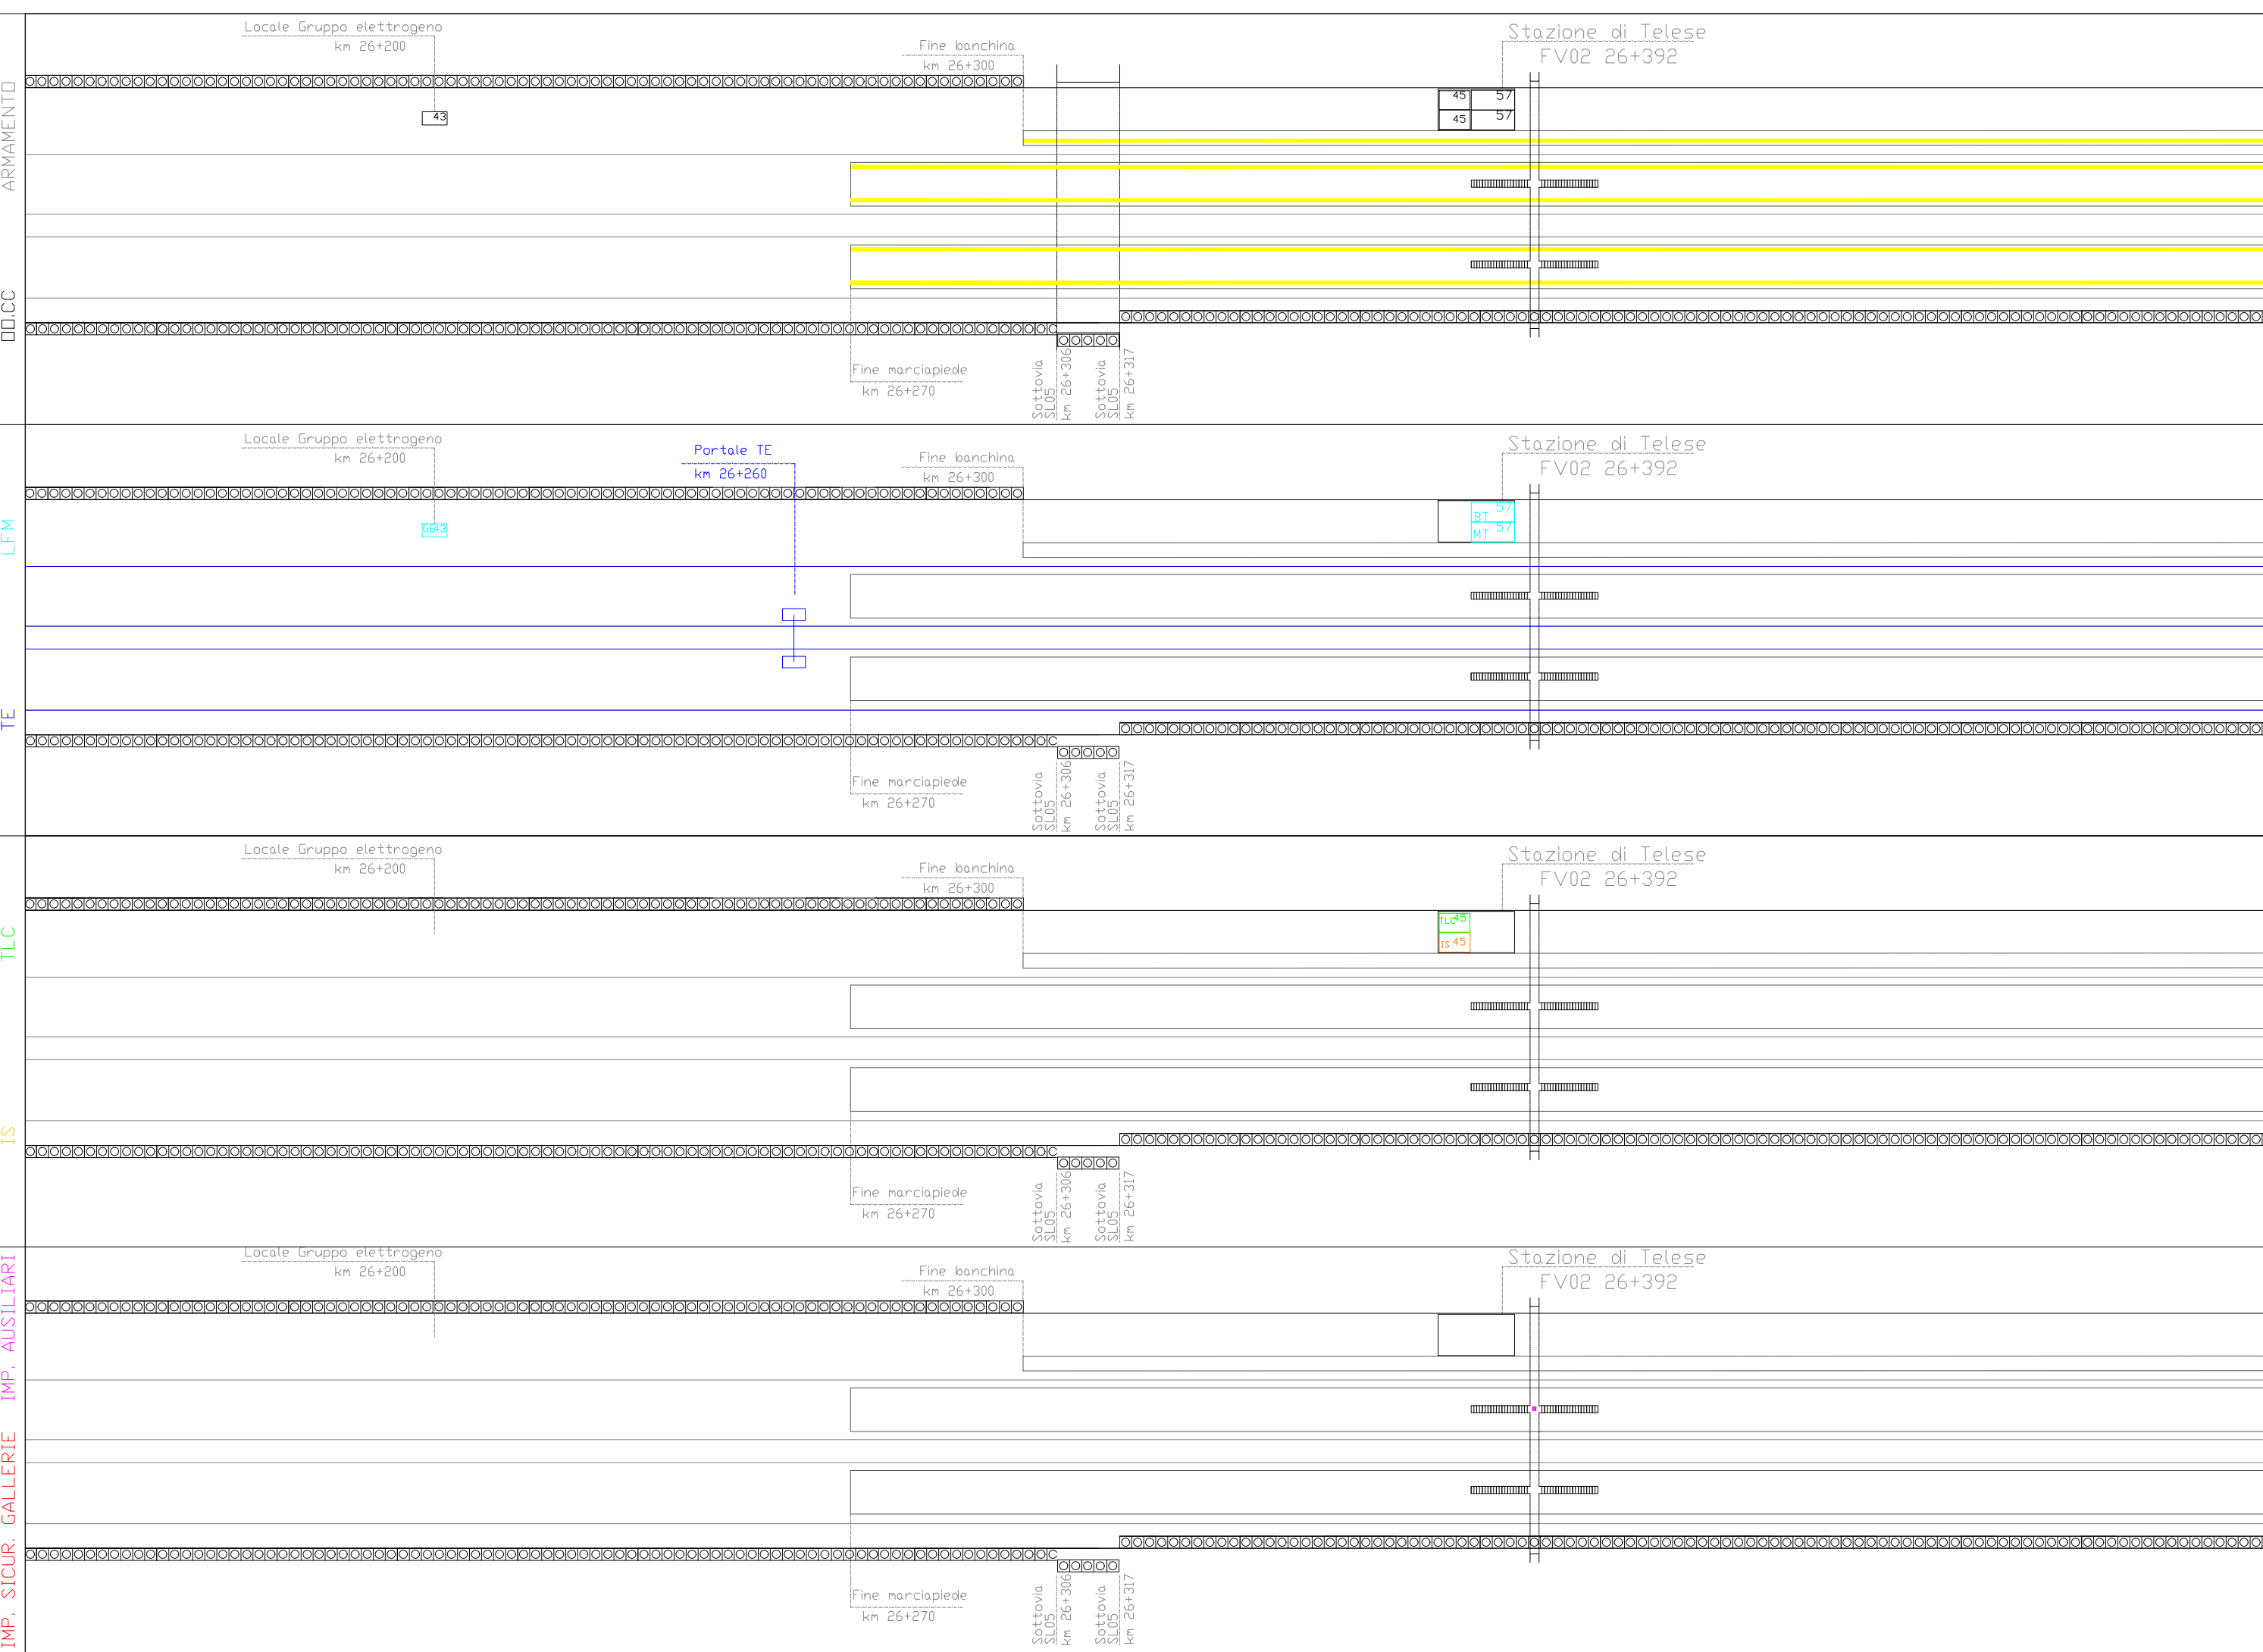 ARMAMENTO
OO.CC
Locale Gruppo elettrogeno
km 26+200
Fine banchina
km 26+300
Stazione di Telese
FV02 26+392
43
45 57
45 57
Fine marciapiede
km 26+270
Sottovia
SL05
km 26+306
Sottovia
SL05
km 26+317
LFM
TE
Locale Gruppo elettrogeno
km 26+200
Portale TE
km 26+260
Fine banchina
km 26+300
Stazione di Telese
FV02 26+392
GE43
BT 57
MT 57
Fine marciapiede
km 26+270
Sottovia
SL05
km 26+306
Sottovia
SL05
km 26+317
TLC
IS
Locale Gruppo elettrogeno
km 26+200
Fine banchina
km 26+300
Stazione di Telese
FV02 26+392
TLC45
IS 45
Fine marciapiede
km 26+270
Sottovia
SL05
km 26+306
Sottovia
SL05
km 26+317
IMP. AUSILIARI
IMP. SICUR. GALLERIE
Locale Gruppo elettrogeno
km 26+200
Fine banchina
km 26+300
Stazione di Telese
FV02 26+392
Fine marciapiede
km 26+270
Sottovia
SL05
km 26+306
Sottovia
SL05
km 26+317